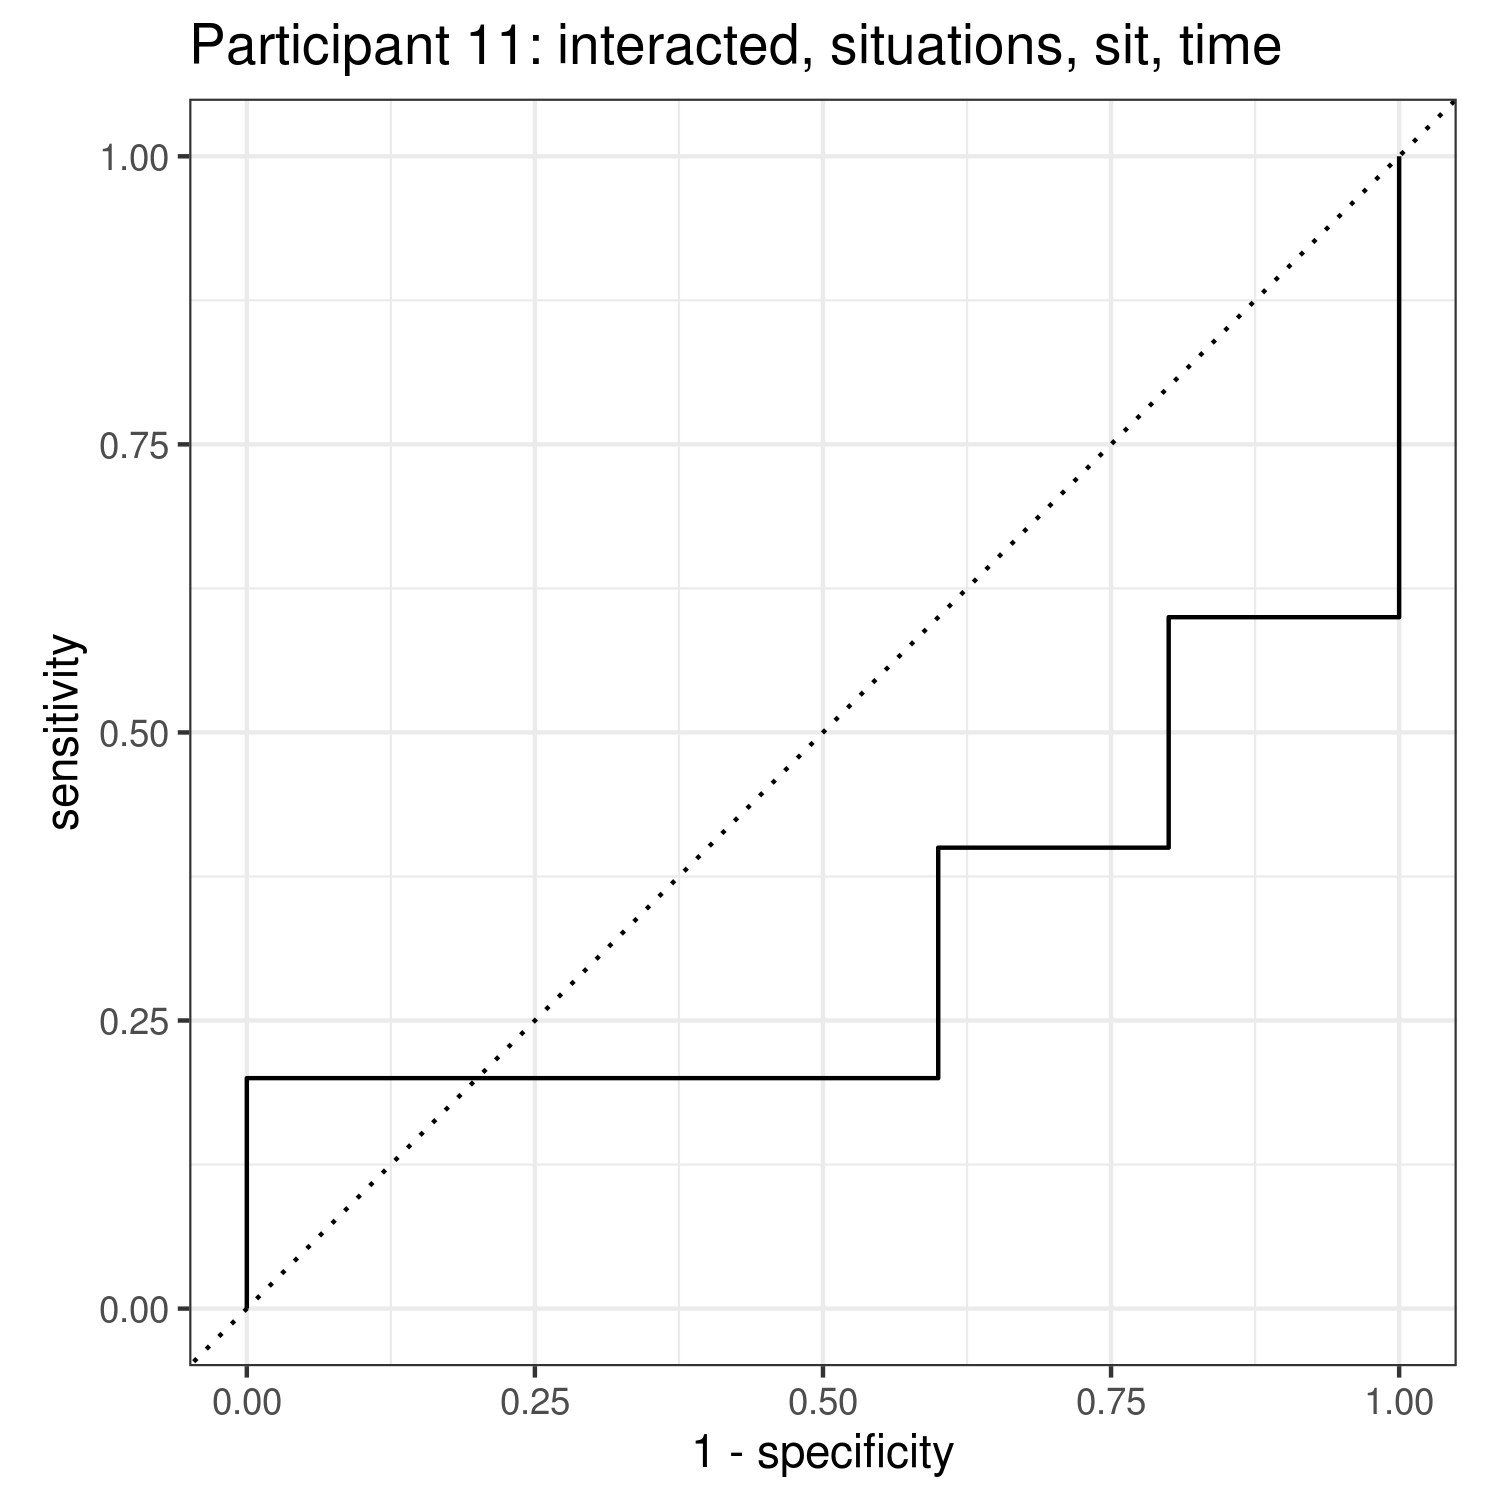 Participant 11: interacted, situations, sit, time
1.00
0.75
0.50
0.25
0.00
sensitivity
0.00 0.25 0.50 0.75 1.00
1 - specificity